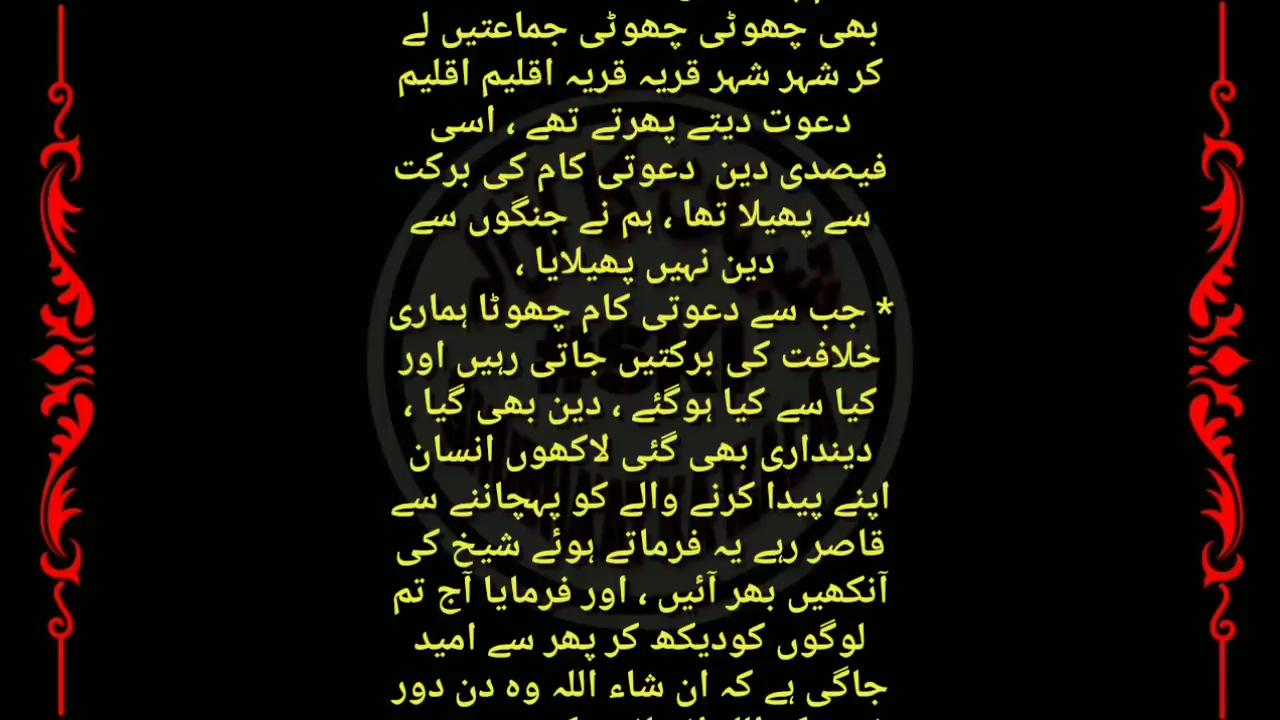 بھی چھوٹی چھوٹی جماعتیں لے
کر شہر شہر قریہ قریہ اقلیم اقلیم
دعوت دیتے پھرتے تھے ، اسی
فیصدی دین دعوتی کام کی برکت
سے پھیلا تھا ، ہم نے جنگوں سے
دین نہیں پھیلایا ،
* جب سے دعوتی کام چھوٹا ہماری
خلافت کی برکتیں جاتی رہیں اور
کیا سے کیا ہوگئے ، دین بھی گیا ،
دینداری بھی گئی لاکھوں انسان
اپنے پیدا کرنے والے کو پہچاننے سے
قاصر رہے یہ فرماتے ہوئے شیخ کی
آنکھیں بھر آئیں ، اور فرمایا آج تم
لوگوں کودیکھ کر پھر سے امید
جاگی ہے کہ ان شاء اللہ وہ دن دور